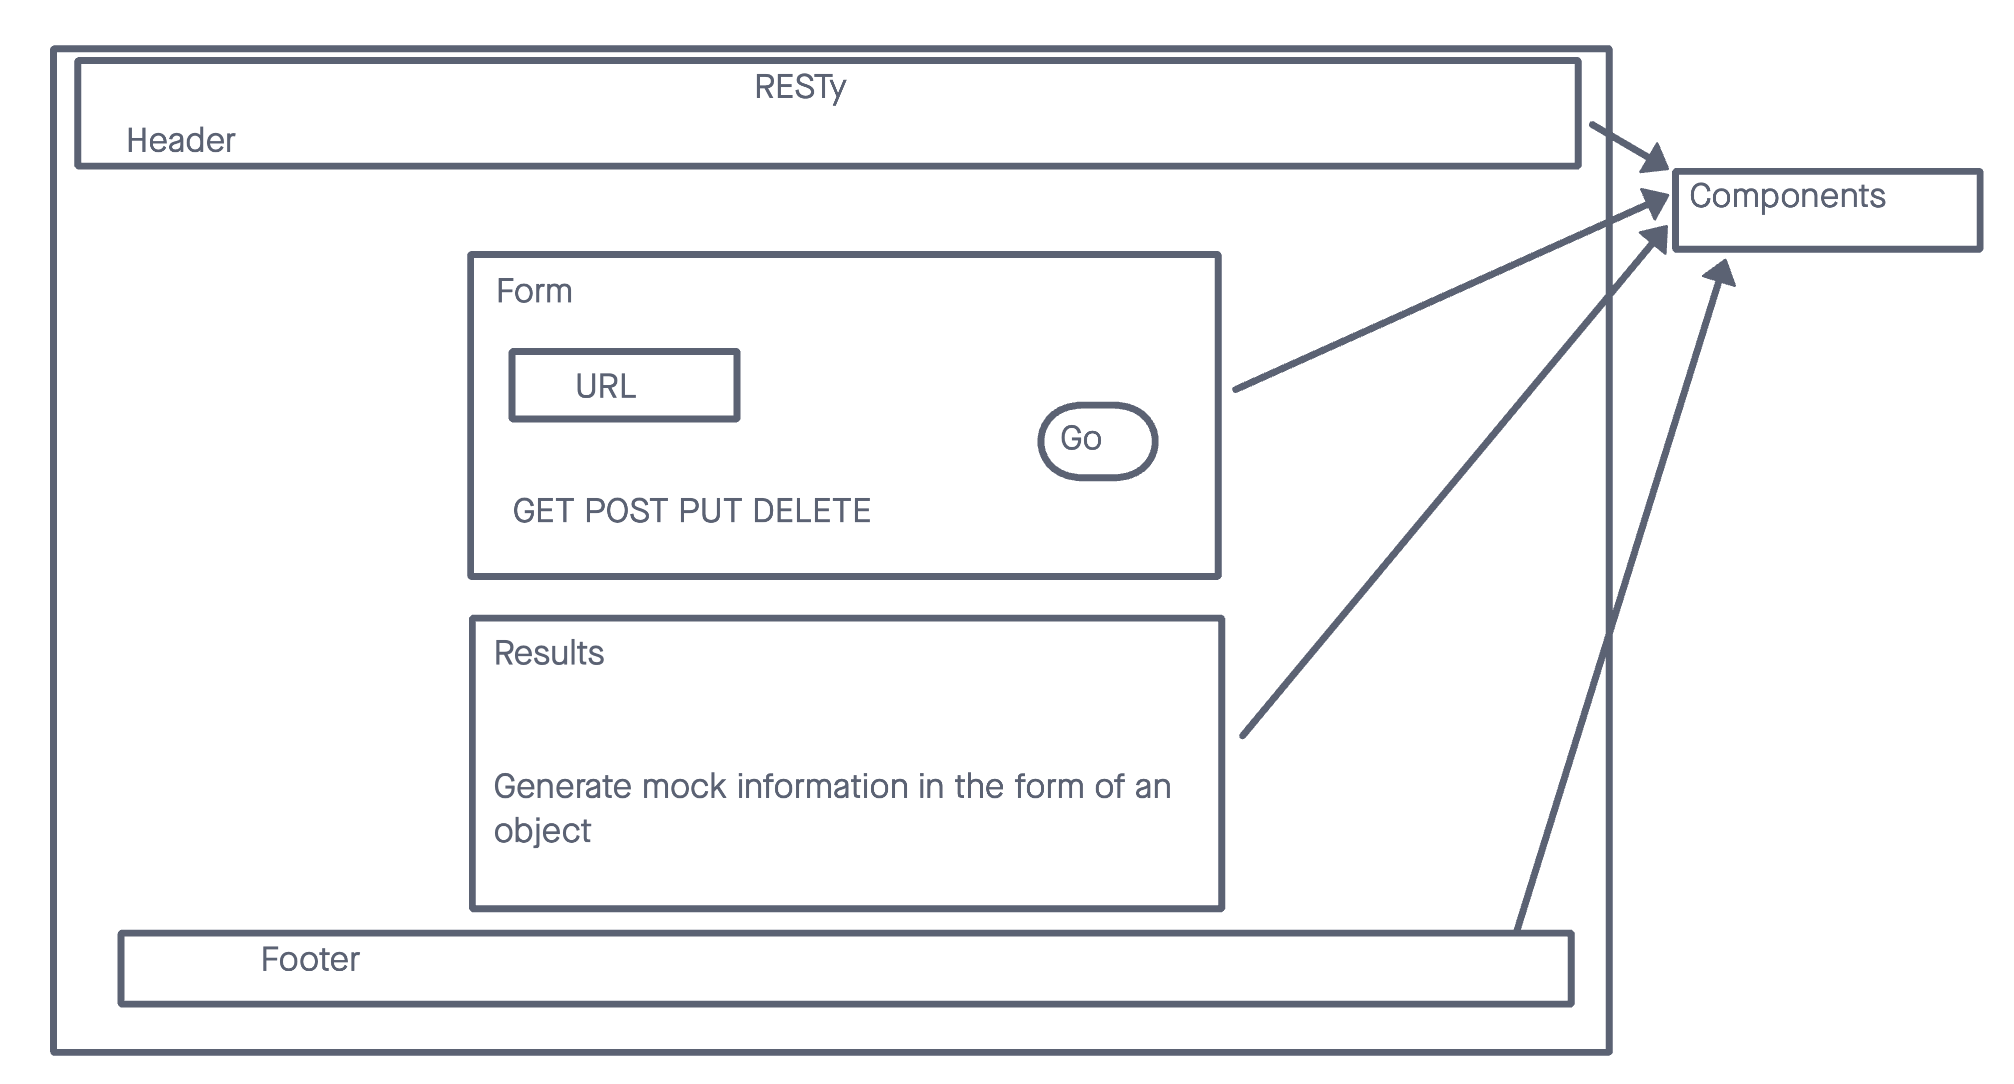 RESTy
Header
Components
Form
URL
Go
GET POST PUT DELETE
Results
Generate mock information in the form of an
object
Footer